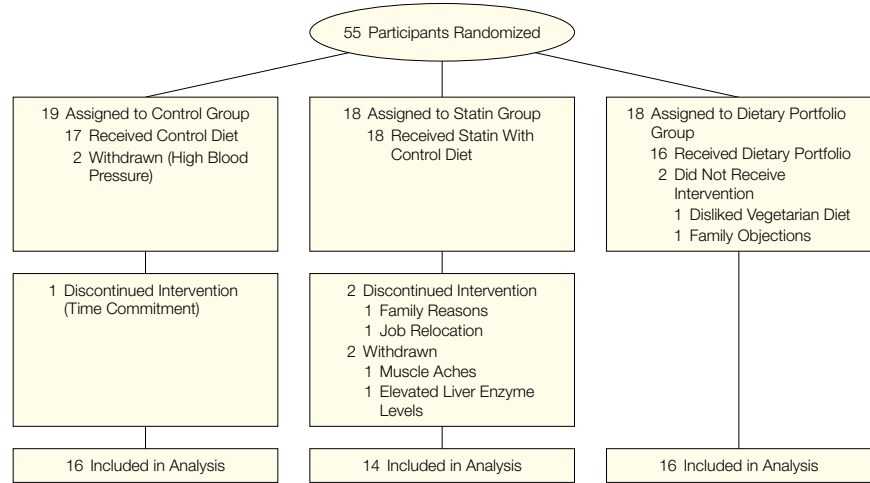 55 Participants Randomized
19 Assigned to Control Group
17 Received Control Diet
2 Withdrawn (High Blood
Pressure)
18 Assigned to Statin Group
18 Received Statin With
Control Diet
18 Assigned to Dietary Portfolio
Group
16 Received Dietary Portfolio
2 Did Not Receive
Intervention
1 Disliked Vegetarian Diet
1 Family Objections
1 Discontinued Intervention
(Time Commitment)
2 Discontinued Intervention
1 Family Reasons
1 Job Relocation
2 Withdrawn
1 Muscle Aches
1 Elevated Liver Enzyme
Levels
16 Included in Analysis
14 Included in Analysis
16 Included in Analysis